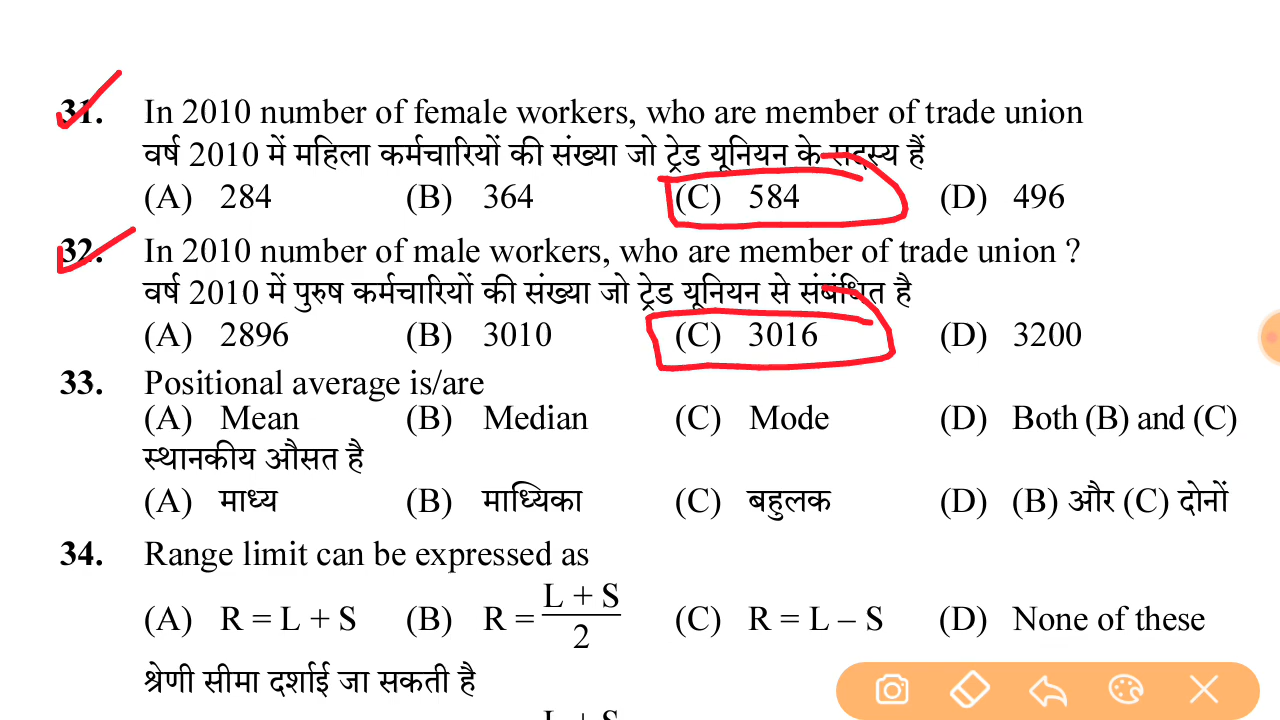 31. In 2010 number of female workers, who are member of trade union
वर्ष 2010 में महिला कर्मचारियों की संख्या जो ट्रेड यूनियन के सदस्य हैं
(A) 284 (B) 364 (C) 584 (D) 496
32. In 2010 number of male workers, who are member of trade union ?
वर्ष 2010 में पुरुष कर्मचारियों की संख्या जो ट्रेड यूनियन से संबंधित है
(A) 2896 (B) 3010 (C) 3016 (D) 3200
33. Positional average is/are
(A) Mean (B) Median (C) Mode (D) Both (B) and (C)
स्थानकीय औसत है
(A) माध्य (B) माध्यिका (C) बहुलक (D) (B) और (C) दोनों
34. Range limit can be expressed as
(A) R = L + S (B) R = (L + S)/2 (C) R = L – S (D) None of these
श्रेणी सीमा दर्शाई जा सकती है
L + S